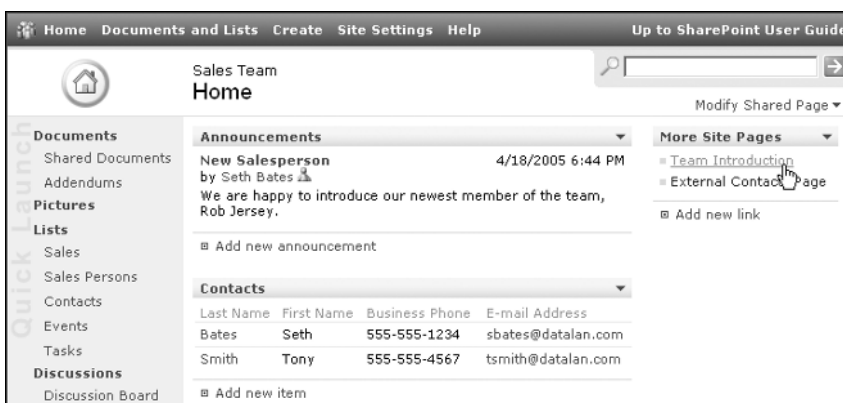 Home Documents and Lists Create Site Settings Help Up to SharePoint User Guide
Sales Team
Home
Modify Shared Page
Quick Launch
Documents
Shared Documents
Addendums
Pictures
Lists
Sales
Sales Persons
Contacts
Events
Tasks
Discussions
Discussion Board
Announcements
New Salesperson 4/18/2005 6:44 PM
by Seth Bates
We are happy to introduce our newest member of the team,
Rob Jersey.
Add new announcement
Contacts
Last Name First Name Business Phone E-mail Address
Bates Seth 555-555-1234 sbates@datalan.com
Smith Tony 555-555-4567 tsmith@datalan.com
Add new item
More Site Pages
Team Introduction
External Contact Page
Add new link